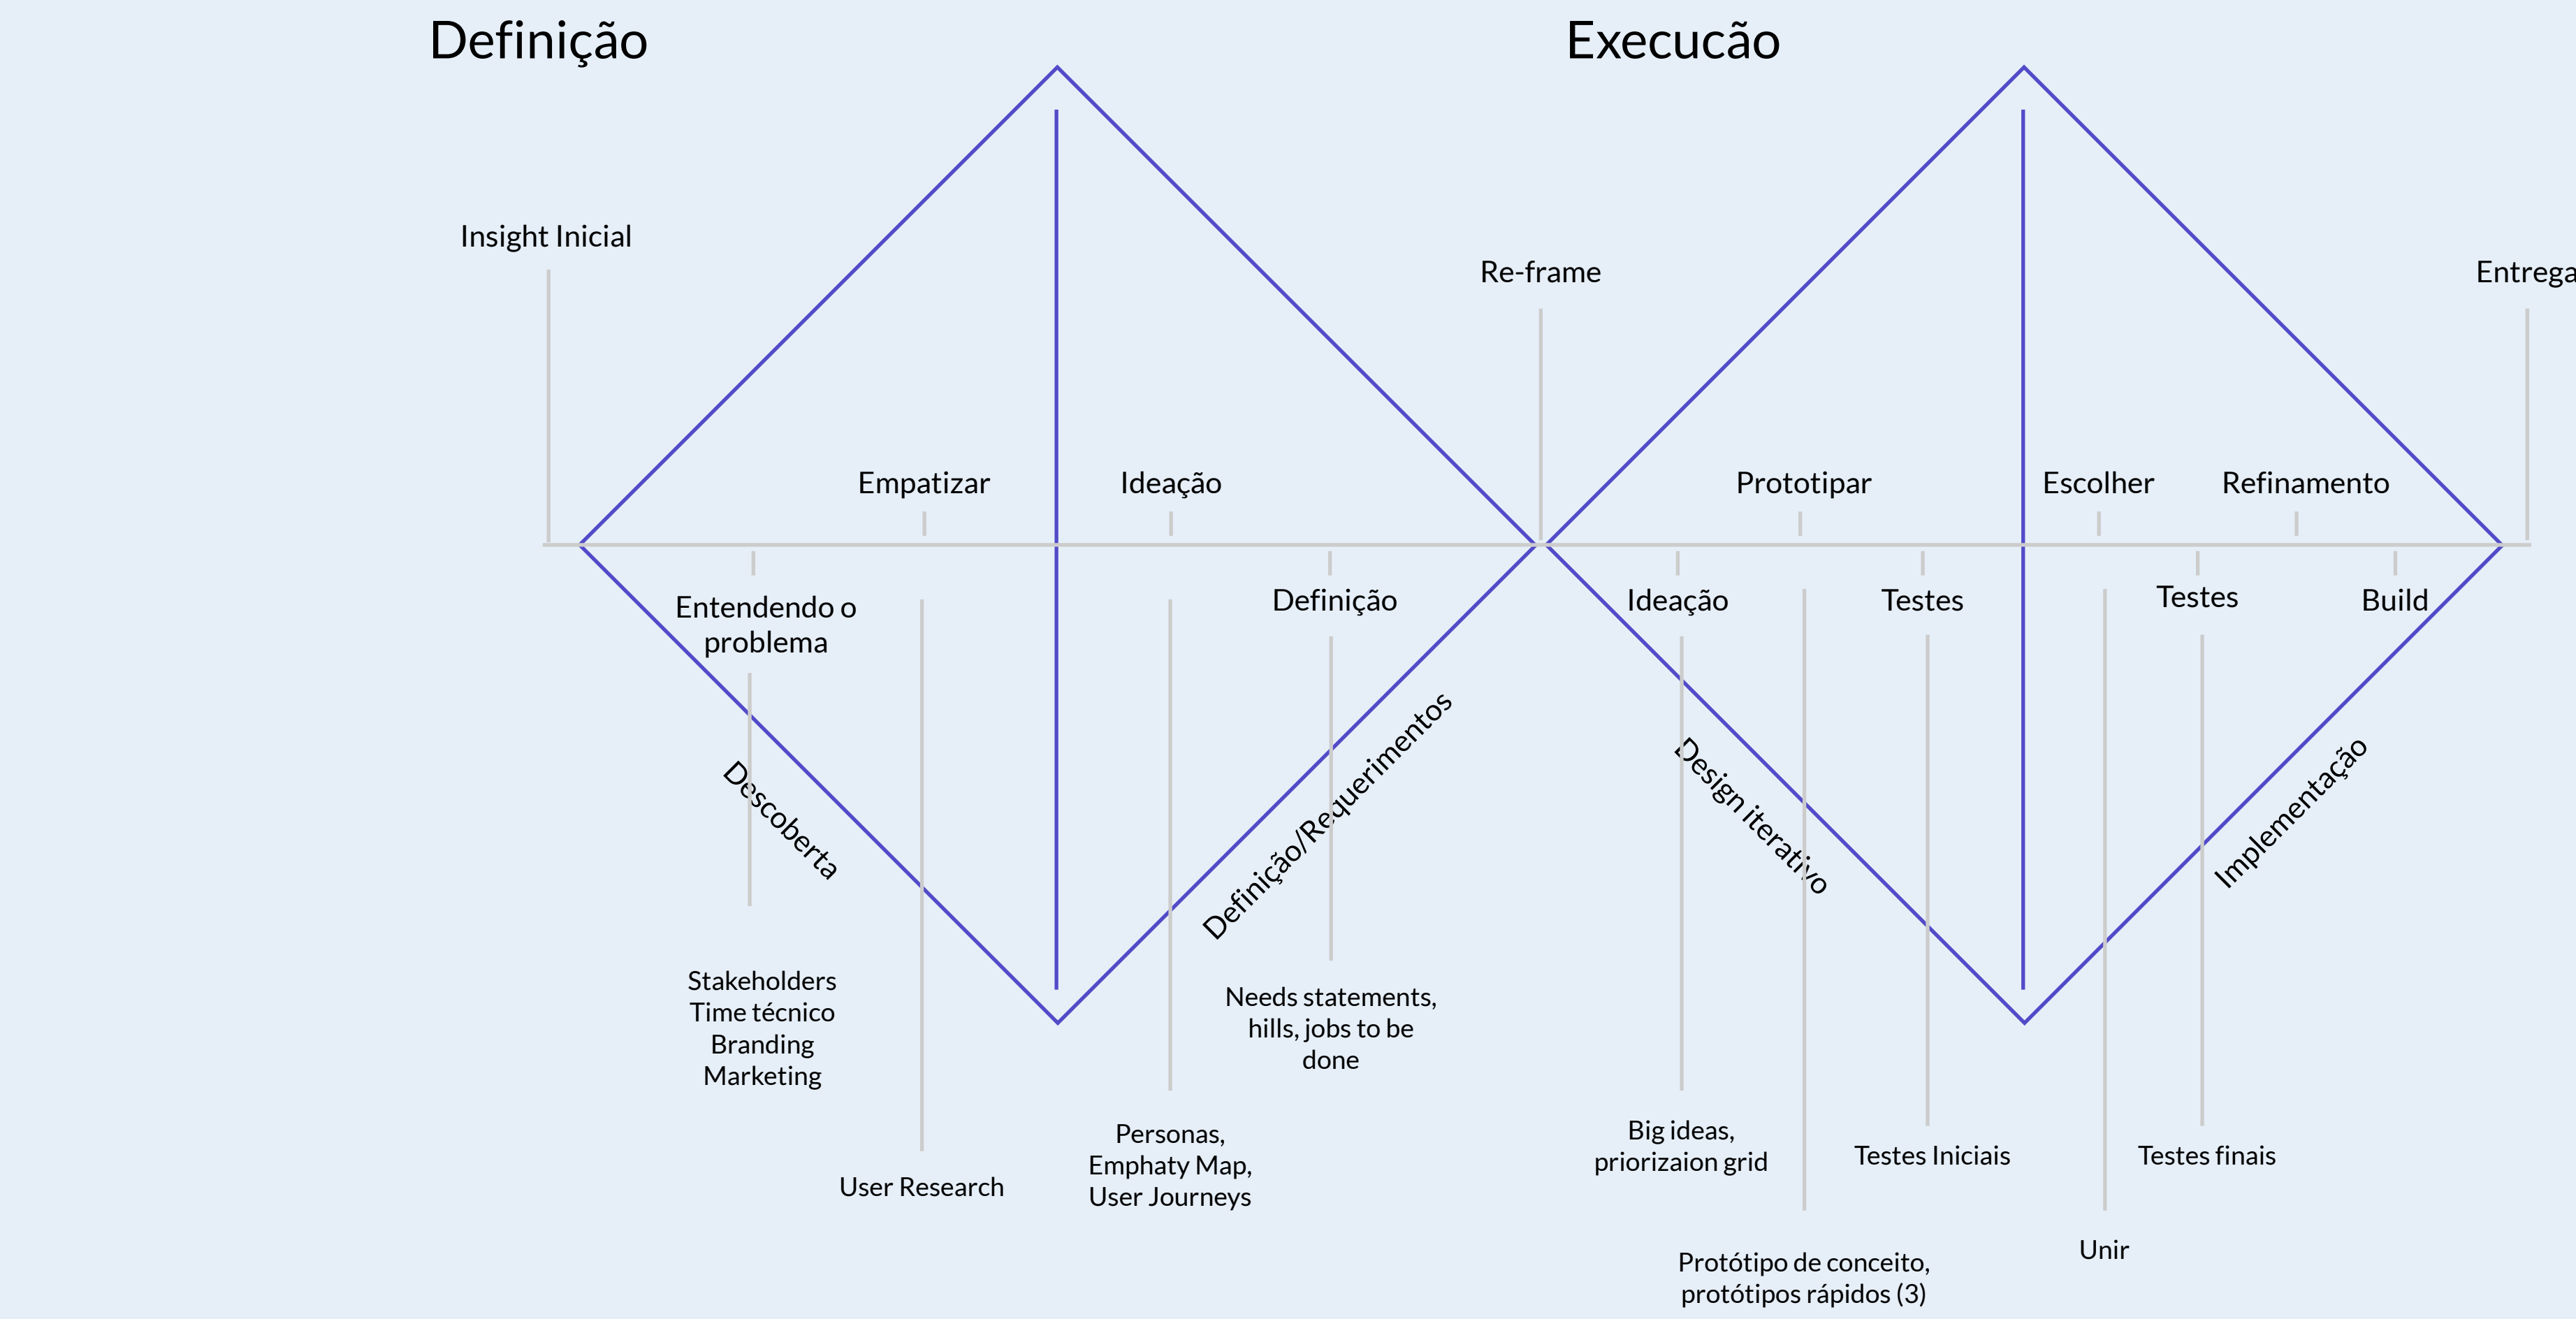 Definição
Execucão
Insight Inicial
Re-frame
Entrega
Empatizar
Ideação
Prototipar
Escolher
Refinamento
Entendendo o
problema
Definição
Ideação
Testes
Testes
Build
Descoberta
Definição/Requerimentos
Design iterativo
Implementação
Stakeholders
Time técnico
Branding
Marketing
User Research
Personas,
Emphaty Map,
User Journeys
Needs statements,
hills, jobs to be
done
Big ideas,
priorizaion grid
Protótipo de conceito,
protótipos rápidos (3)
Testes Iniciais
Unir
Testes finais